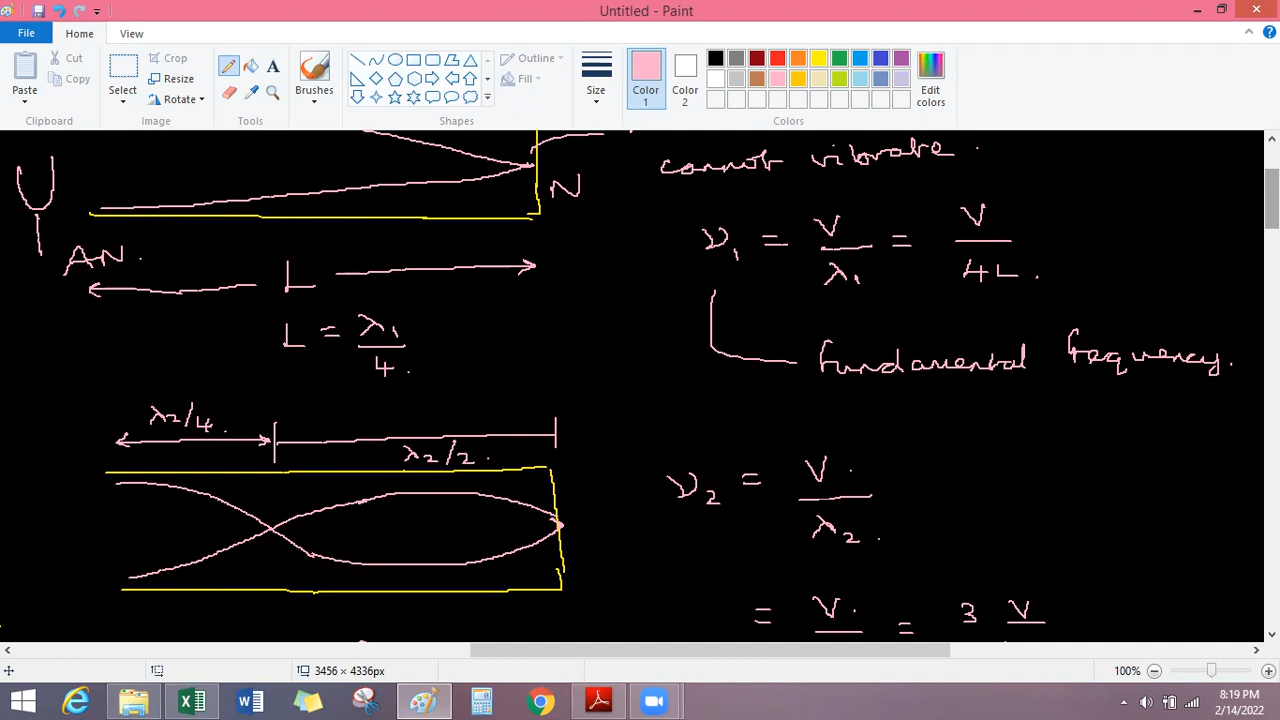 Untitled - Paint
File Home View
Paste
Cut
Copy
Clipboard
Select
Crop
Resize
Rotate
Image
Tools
Brushes
Shapes
Outline
Fill
Size
Color 1
Color 2
Colors
Edit colors
cannot vibrate.
N
AN.
ν₁ = V/λ₁ = V/4L.
L
L = λ₁/4.
fundamental frequency.
λ₂/4.
λ₂/2.
ν₂ = V./λ₂.
= V. = 3 V
3456 × 4336px
100%
8:19 PM
2/14/2022